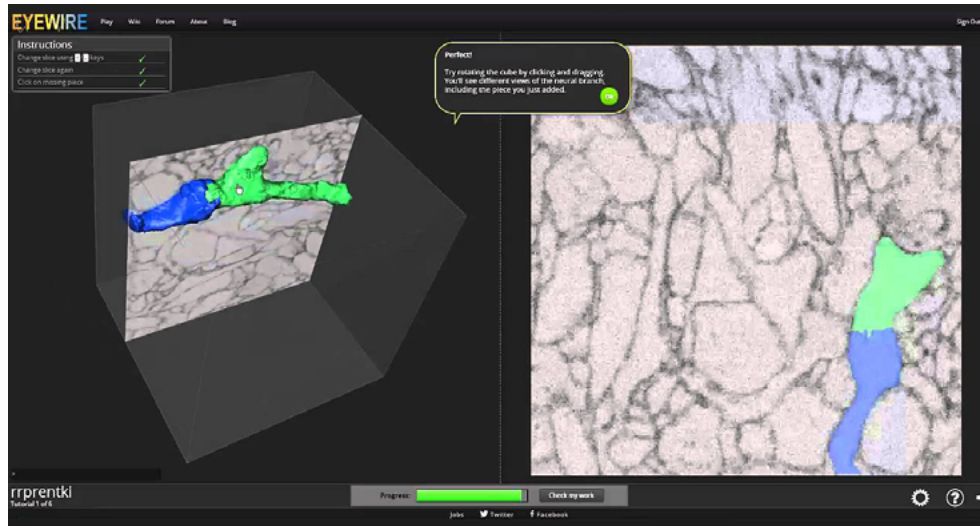 EYEWIRE Play Wiki Forum About Blog
Sign Out
Instructions
Change slice using keys
Change slice again
Click on missing piece
Perfect!
Try rotating the cube by clicking and dragging.
You'll see different views of the neural branch,
including the piece you just added.
Ok
rrprentki
Tutorial 1 of 6
Progress: Check my work
Jobs Twitter Facebook